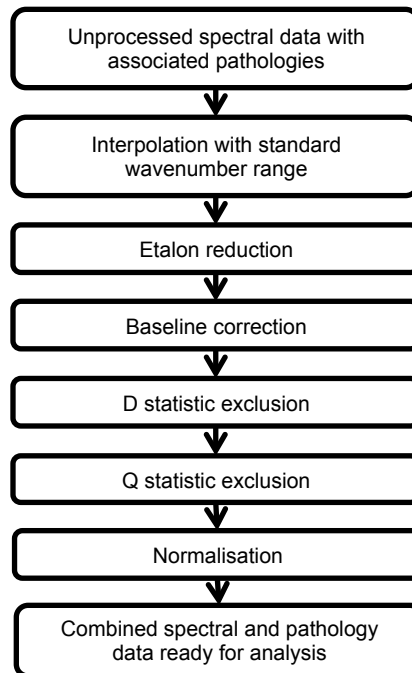 Unprocessed spectral data with
associated pathologies
Interpolation with standard
wavenumber range
Etalon reduction
Baseline correction
D statistic exclusion
Q statistic exclusion
Normalisation
Combined spectral and pathology
data ready for analysis